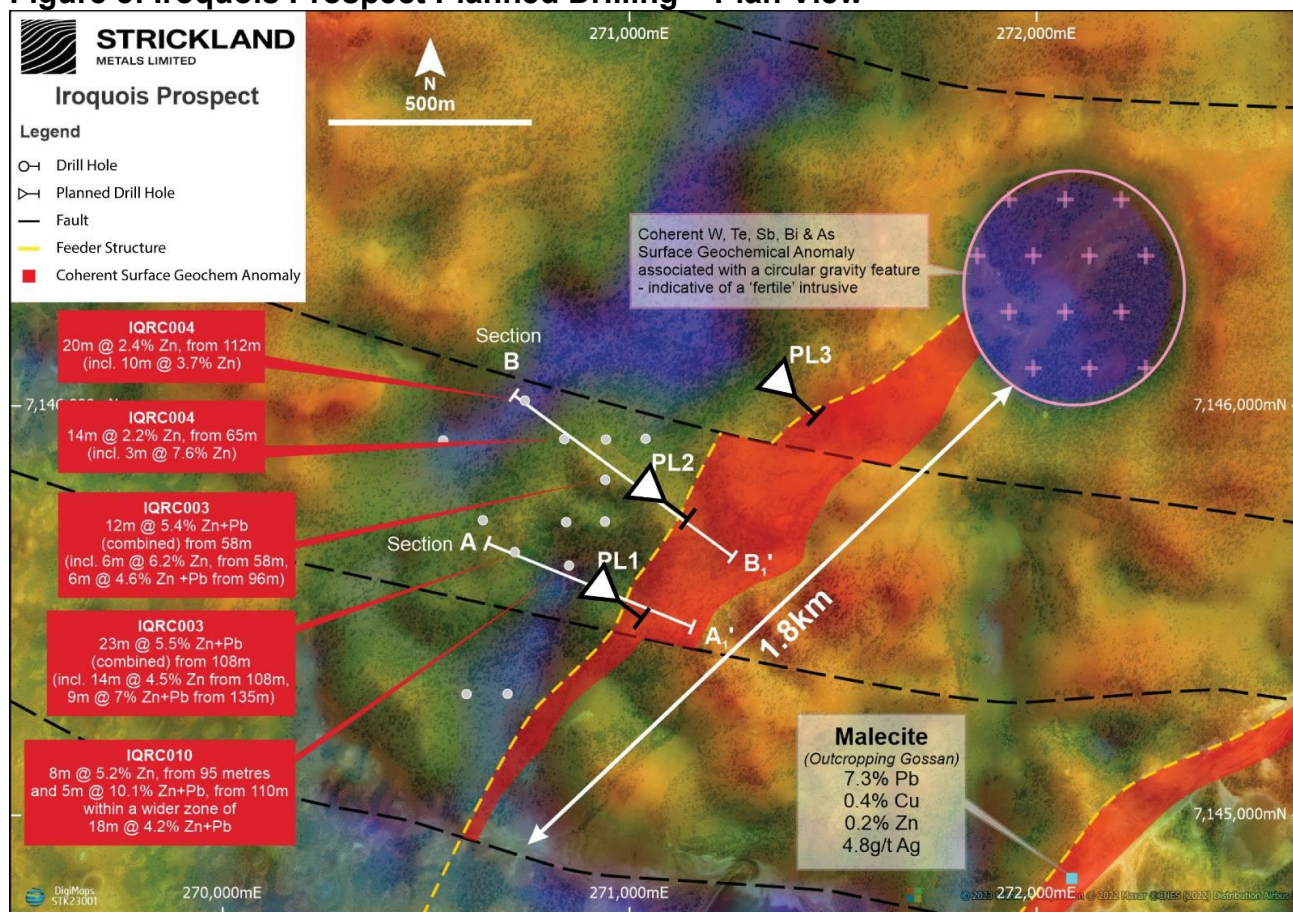 Figure 3: Iroquois Prospect Planned Drilling – Plan View
STRICKLAND
METALS LIMITED
Iroquois Prospect
Legend
Drill Hole
Planned Drill Hole
Fault
Feeder Structure
Coherent Surface Geochem Anomaly
271,000mE
272,000mE
N
500m
Coherent W, Te, Sb, Bi & As
Surface Geochemical Anomaly
associated with a circular gravity feature
- indicative of a 'fertile' intrusive
IQRC004
20m @ 2.4% Zn, from 112m
(incl. 10m @ 3.7% Zn)
IQRC004
14m @ 2.2% Zn, from 65m
(incl. 3m @ 7.6% Zn)
IQRC003
12m @ 5.4% Zn+Pb
(combined) from 58m
(incl. 6m @ 6.2% Zn, from 58m,
6m @ 4.6% Zn +Pb from 96m)
IQRC003
23m @ 5.5% Zn+Pb
(combined) from 108m
(incl. 14m @ 4.5% Zn from 108m,
9m @ 7% Zn+Pb from 135m)
IQRC010
8m @ 5.2% Zn, from 95 metres
and 5m @ 10.1% Zn+Pb, from 110m
within a wider zone of
18m @ 4.2% Zn+Pb
Section
B
PL3
7,146,000mN
PL2
Section A
PL1
B₁'
A₁'
1.8km
Malecite
(Outcropping Gossan)
7.3% Pb
0.4% Cu
0.2% Zn
4.8g/t Ag
7,145,000mN
DigiMaps
STK23001
270,000mE
271,000mE
272,000mE
© 2022 Maxar ©CNES (2022) Distribution Airbus